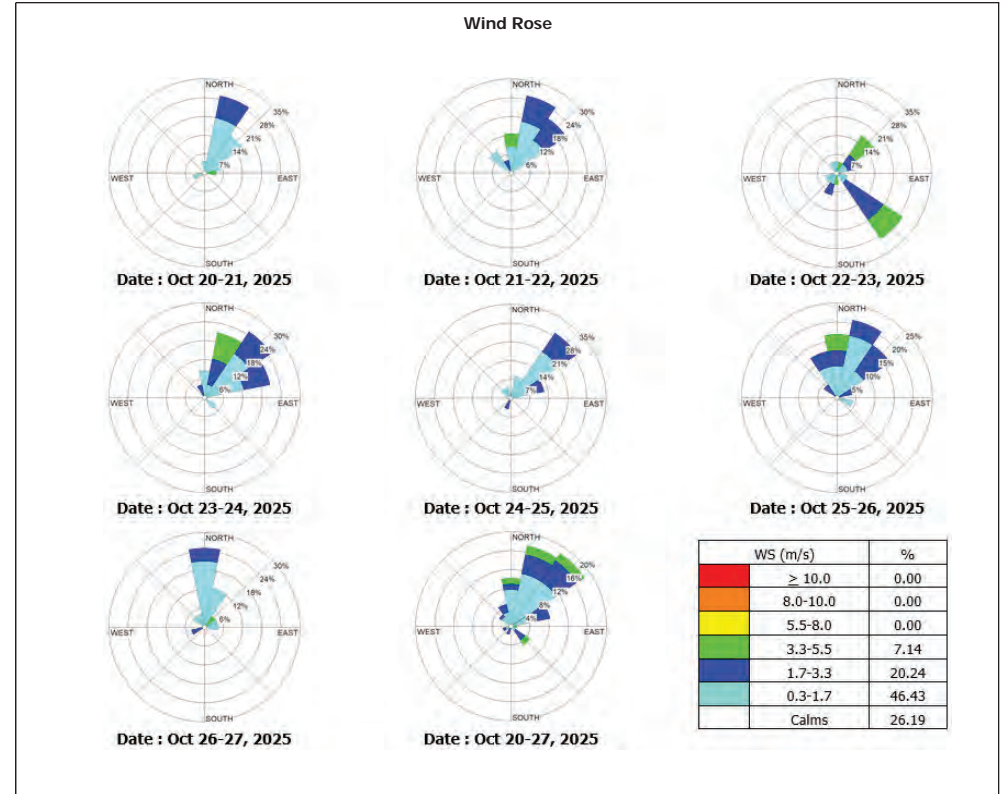 Wind Rose
NORTH
35%
28%
21%
14%
7%
WEST
EAST
SOUTH
Date : Oct 20-21, 2025
NORTH
30%
24%
18%
12%
6%
WEST
EAST
SOUTH
Date : Oct 21-22, 2025
NORTH
35%
28%
21%
14%
7%
WEST
EAST
SOUTH
Date : Oct 22-23, 2025
NORTH
30%
24%
18%
12%
6%
WEST
EAST
SOUTH
Date : Oct 23-24, 2025
NORTH
35%
28%
21%
14%
7%
WEST
EAST
SOUTH
Date : Oct 24-25, 2025
NORTH
25%
20%
15%
10%
5%
WEST
EAST
SOUTH
Date : Oct 25-26, 2025
NORTH
30%
24%
18%
12%
6%
WEST
EAST
SOUTH
Date : Oct 26-27, 2025
NORTH
20%
16%
12%
8%
4%
WEST
EAST
SOUTH
Date : Oct 20-27, 2025
WS (m/s) %
≥ 10.0 0.00
8.0-10.0 0.00
5.5-8.0 0.00
3.3-5.5 7.14
1.7-3.3 20.24
0.3-1.7 46.43
Calms 26.19